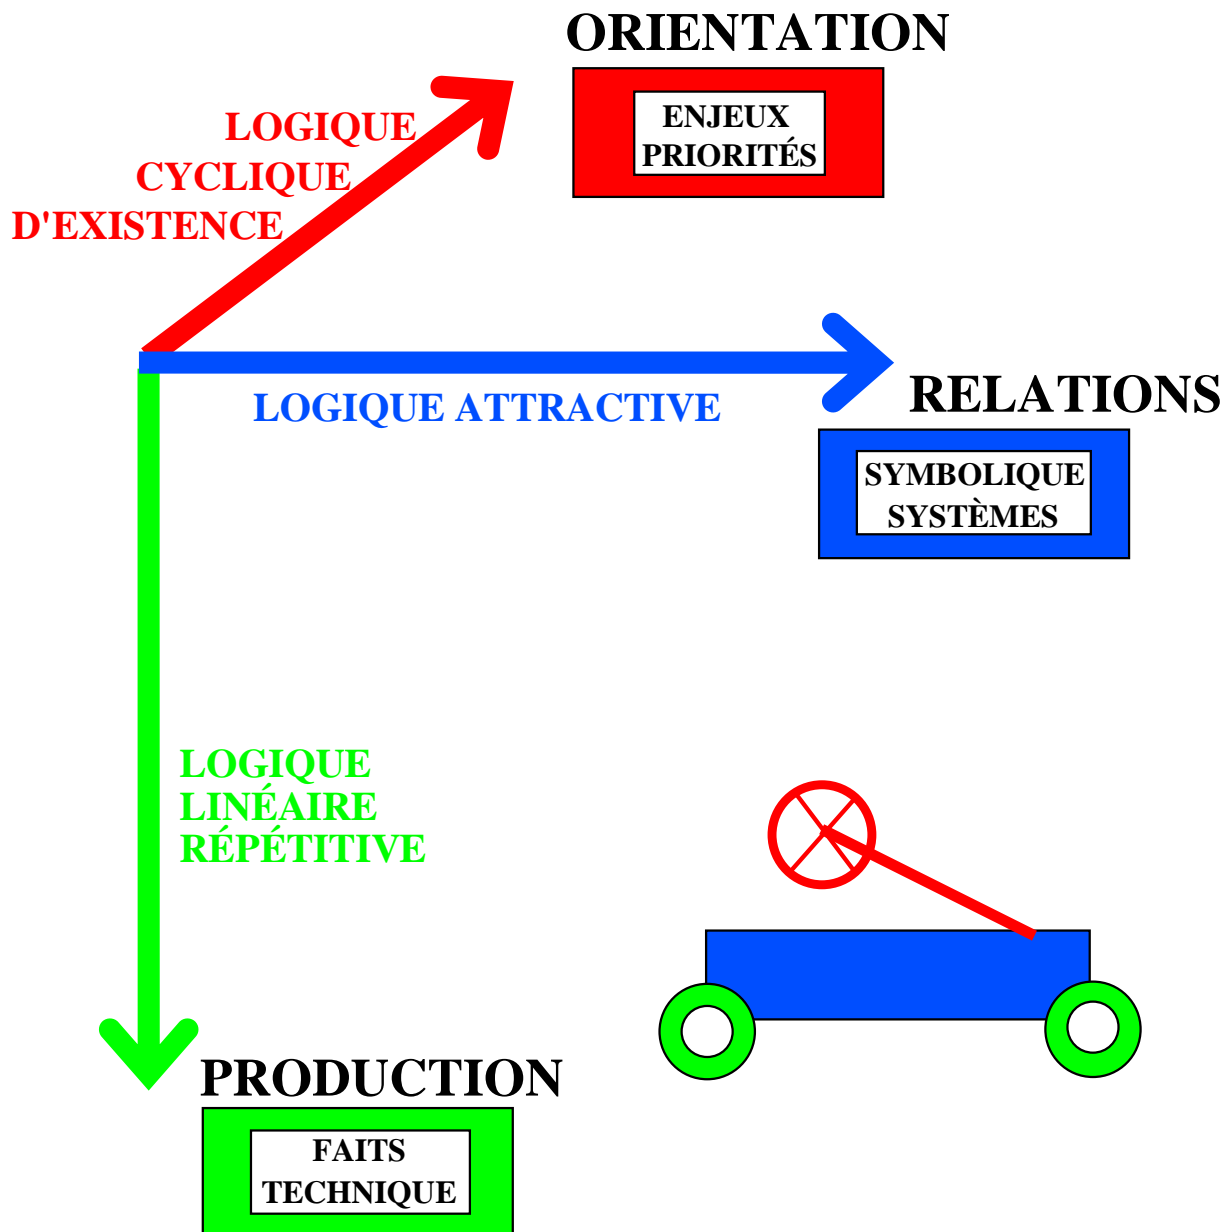 ORIENTATION
ENJEUX
PRIORITÉS
LOGIQUE
CYCLIQUE
D'EXISTENCE
LOGIQUE ATTRACTIVE
RELATIONS
SYMBOLIQUE
SYSTÈMES
LOGIQUE
LINÉAIRE
RÉPÉTITIVE
PRODUCTION
FAITS
TECHNIQUE